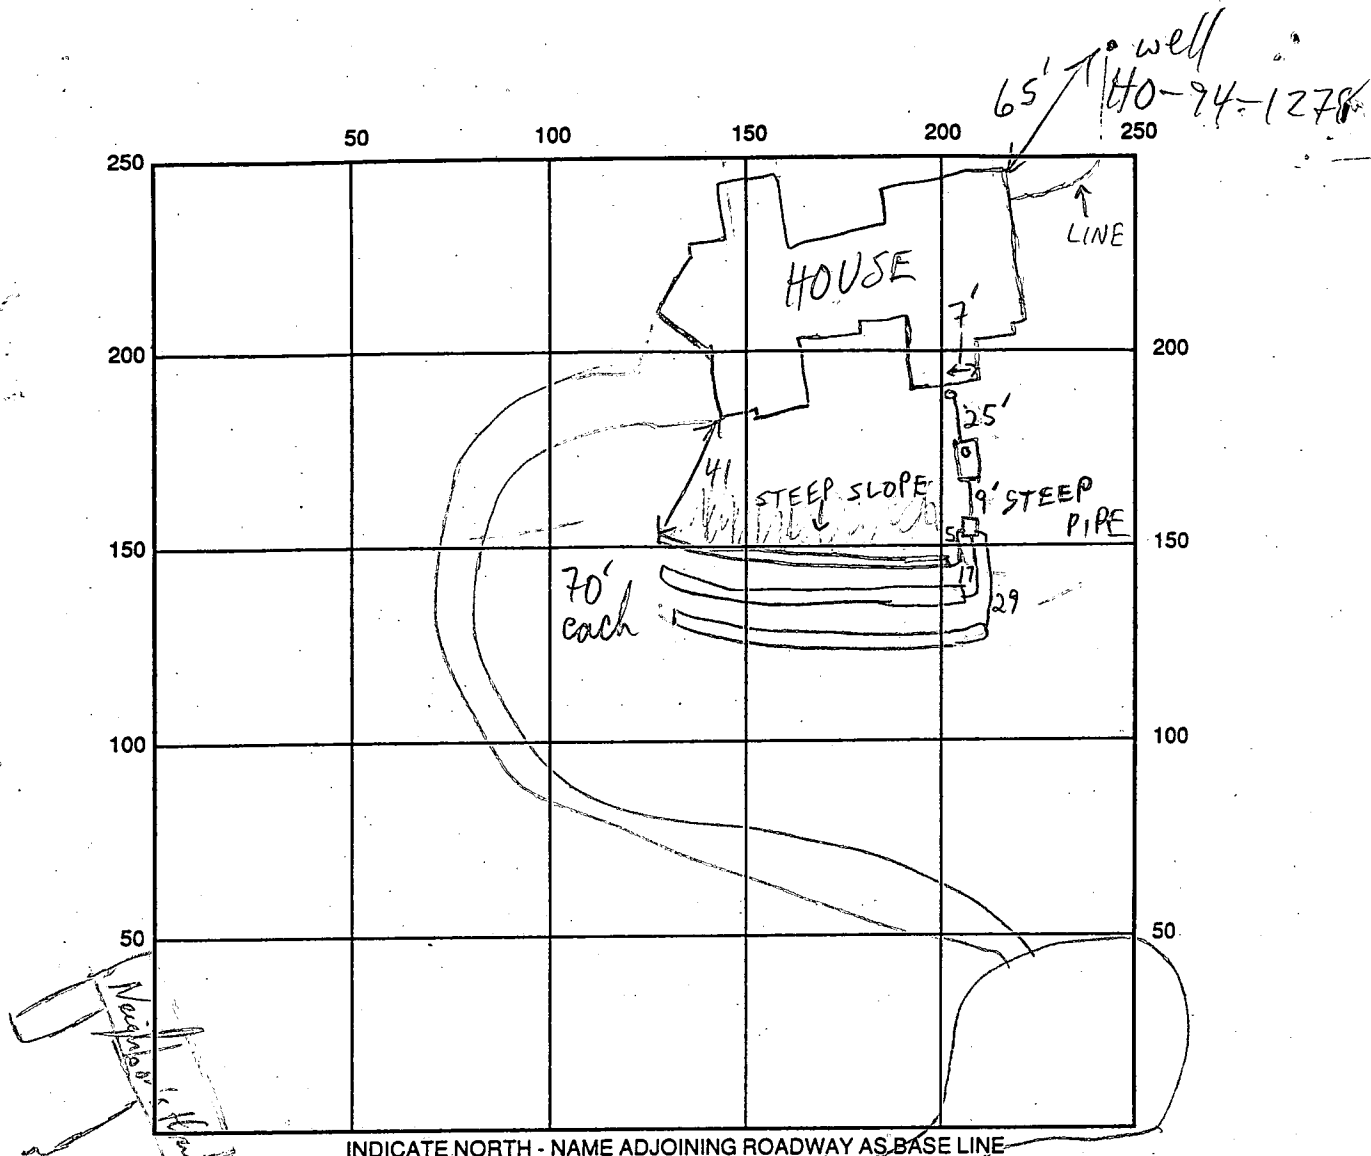 well
65'
HO-94-1278
50 100 150 200 250
250
LINE
HOUSE
7'
200 200
25'
41
STEEP SLOPE
9' STEEP
PIPE
150 5 150
17
70'
each
29
100 100
50 50
Neighbor's
INDICATE NORTH - NAME ADJOINING ROADWAY AS BASE LINE